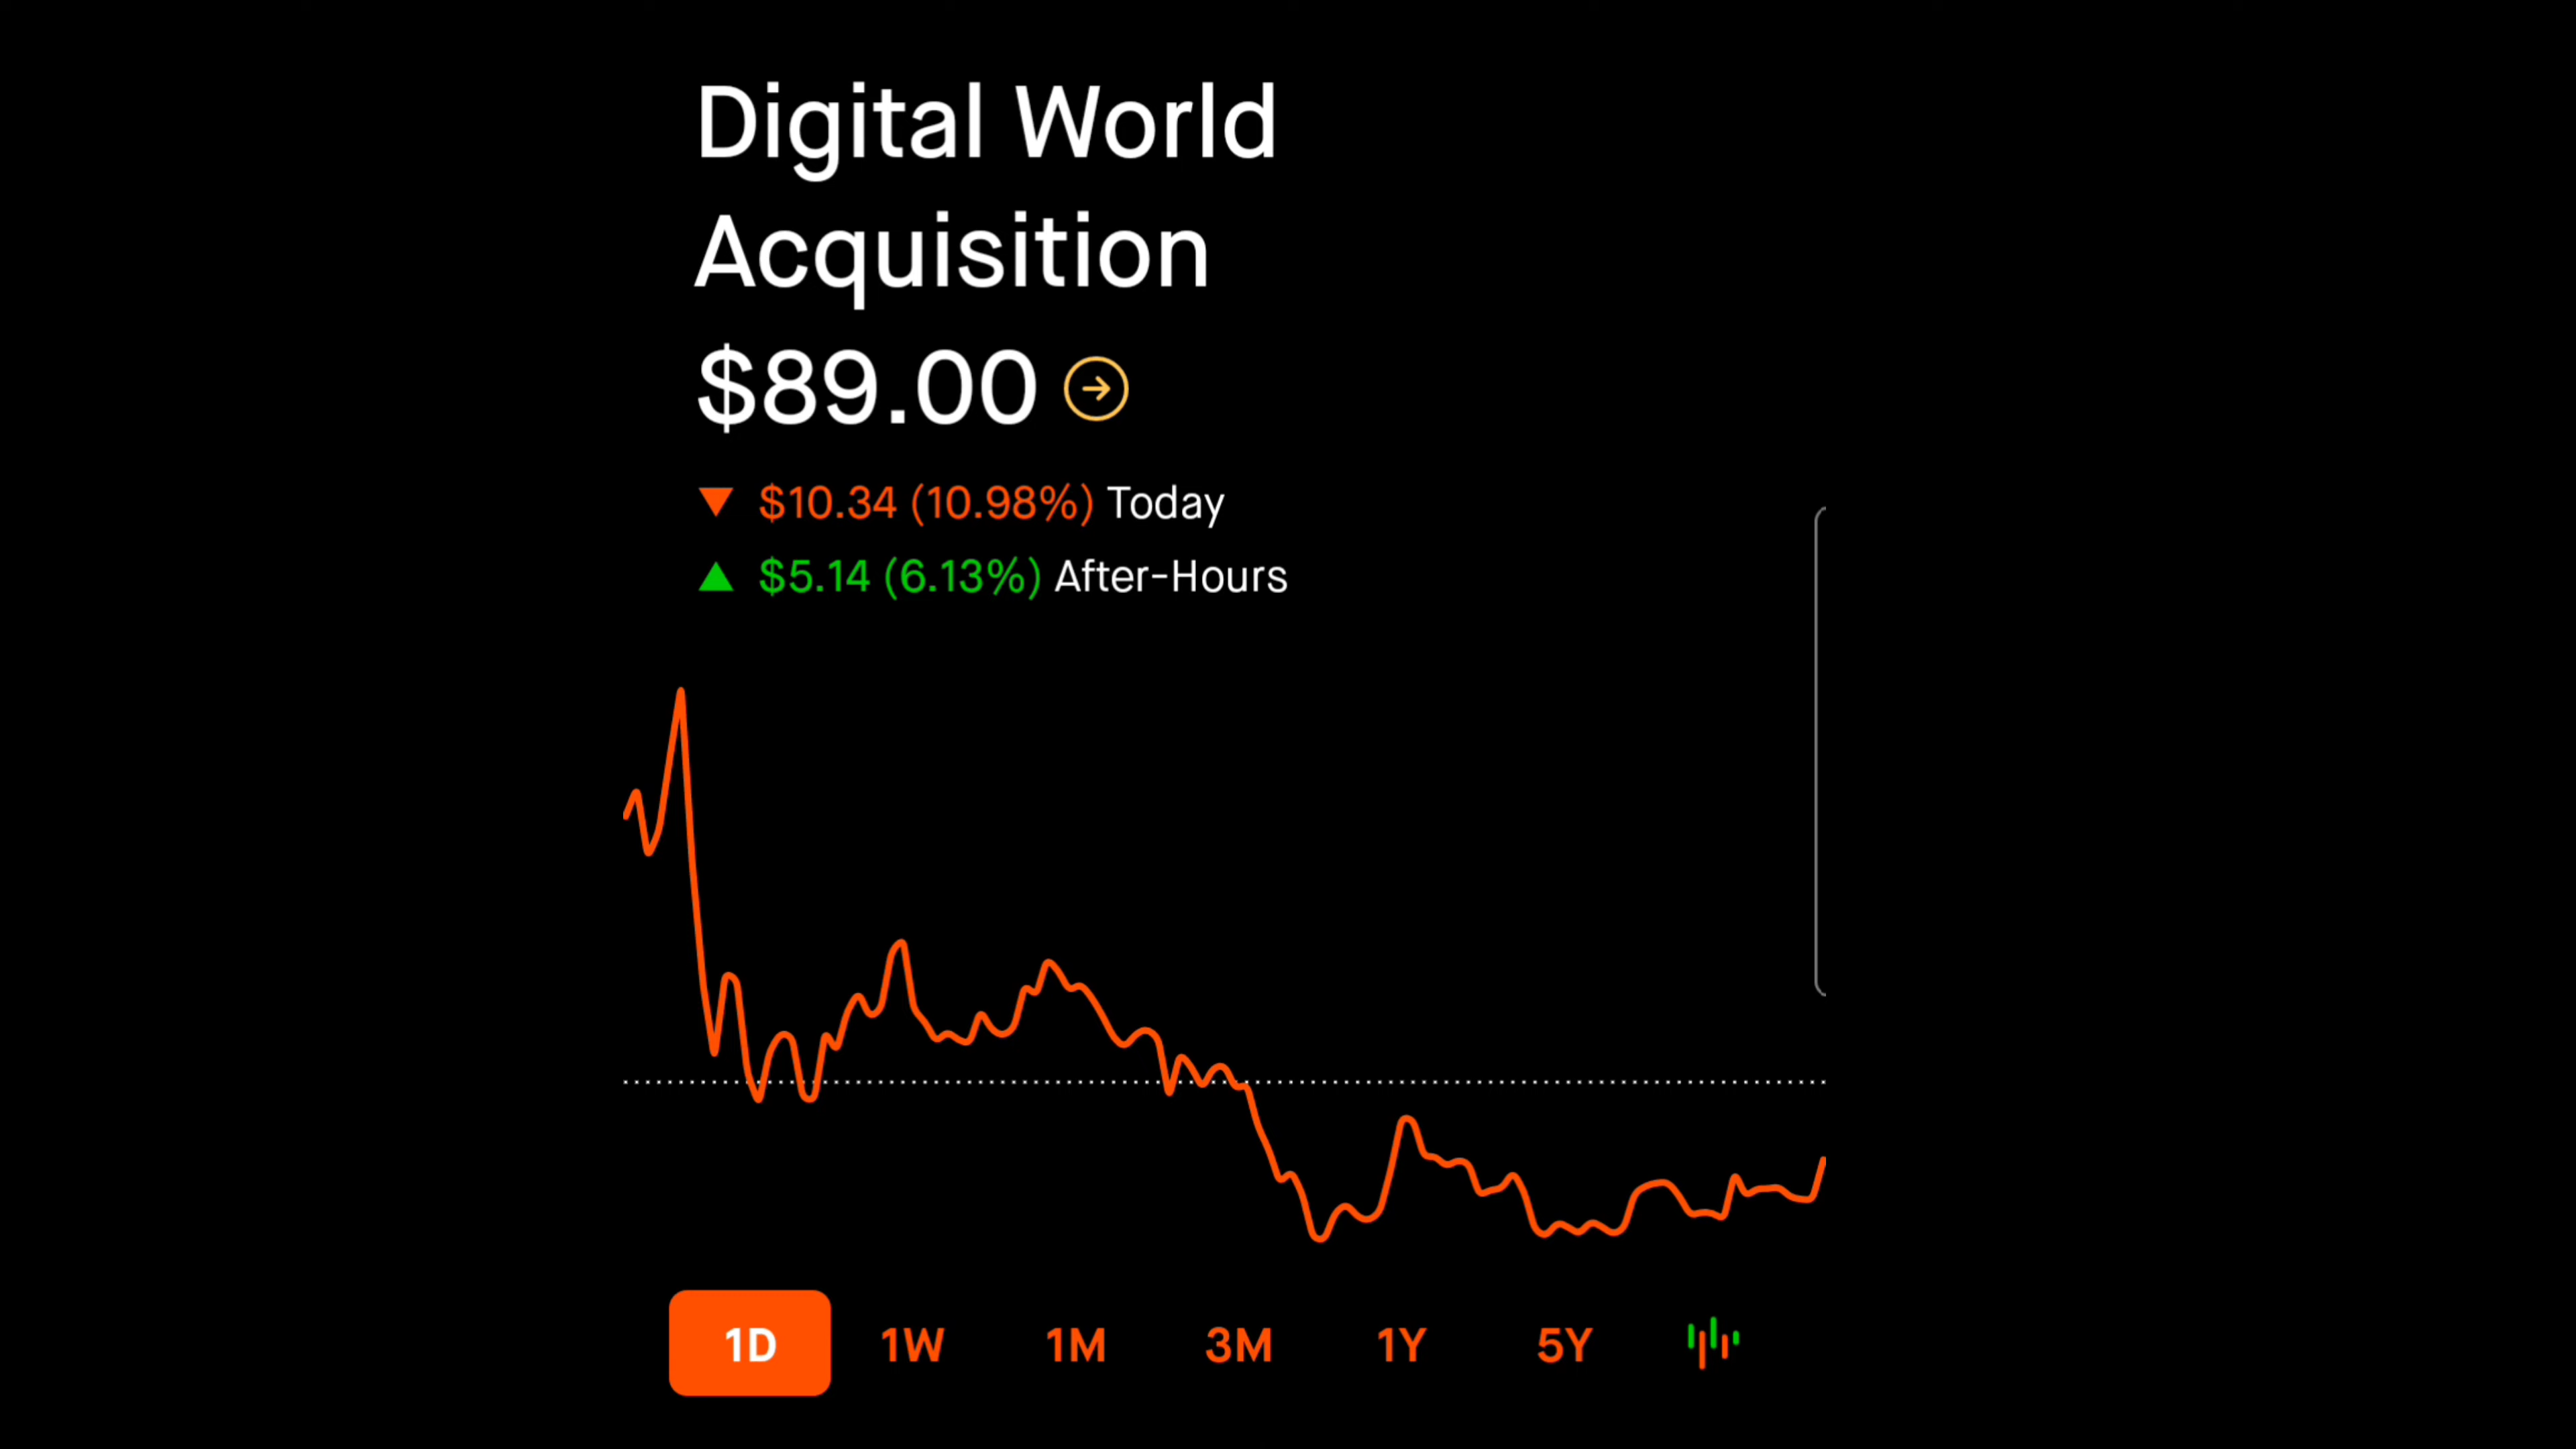 Digital World
Acquisition
$89.00
$10.34 (10.98%) Today
$5.14 (6.13%) After-Hours
1D 1W 1M 3M 1Y 5Y